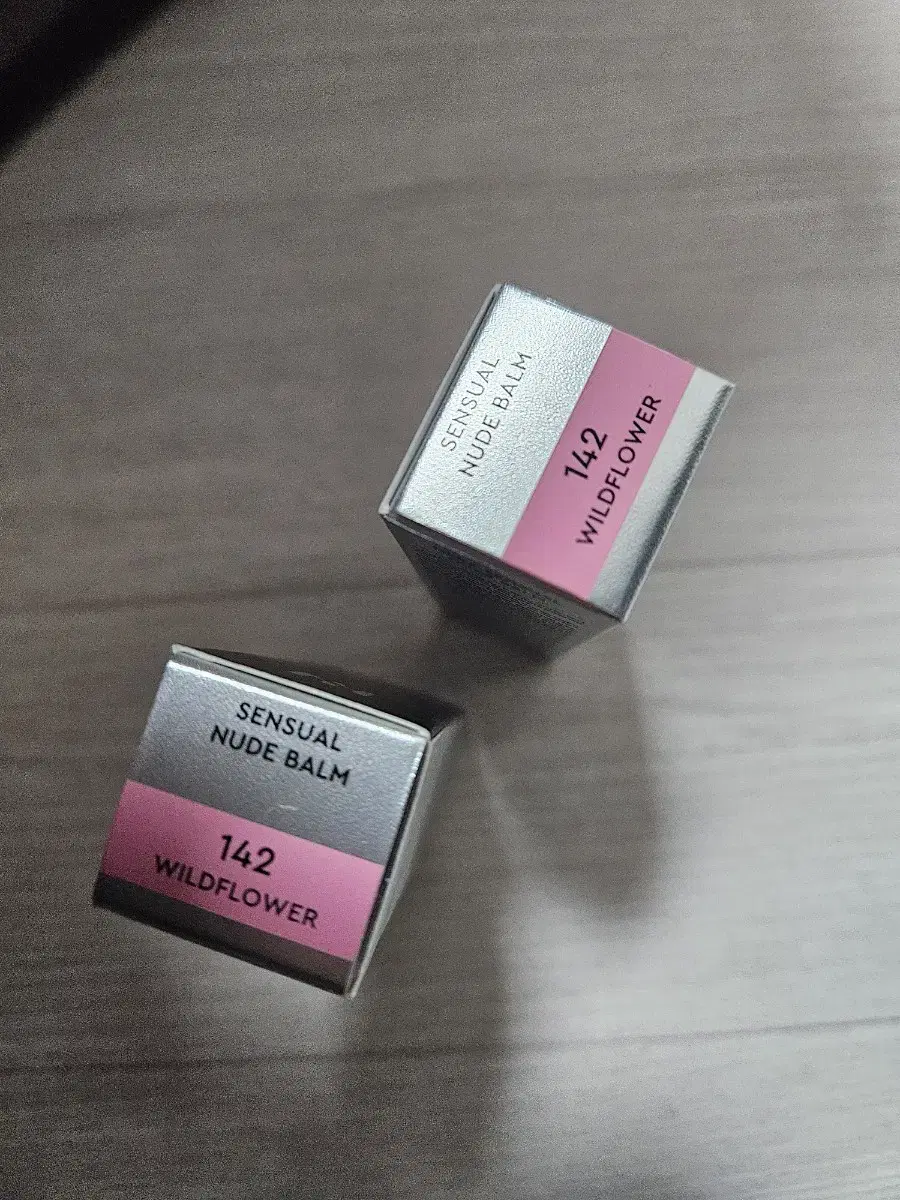 SENSUAL
NUDE BALM
142
WILDFLOWER
SENSUAL
NUDE BALM
142
WILDFLOWER